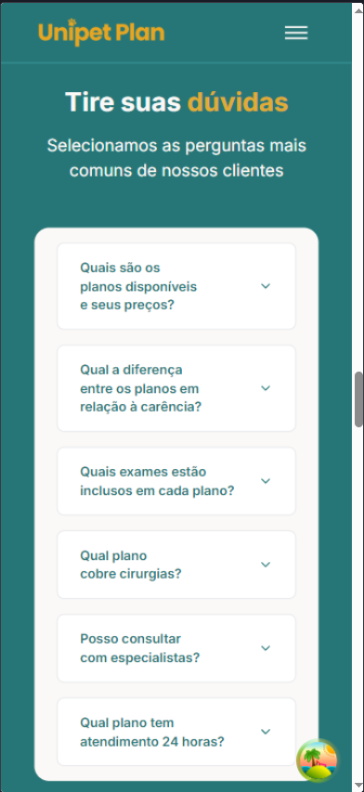 Unipet Plan
Tire suas dúvidas
Selecionamos as perguntas mais
comuns de nossos clientes
Quais são os
planos disponíveis
e seus preços?
Qual a diferença
entre os planos em
relação à carência?
Quais exames estão
inclusos em cada plano?
Qual plano
cobre cirurgias?
Posso consultar
com especialistas?
Qual plano tem
atendimento 24 horas?